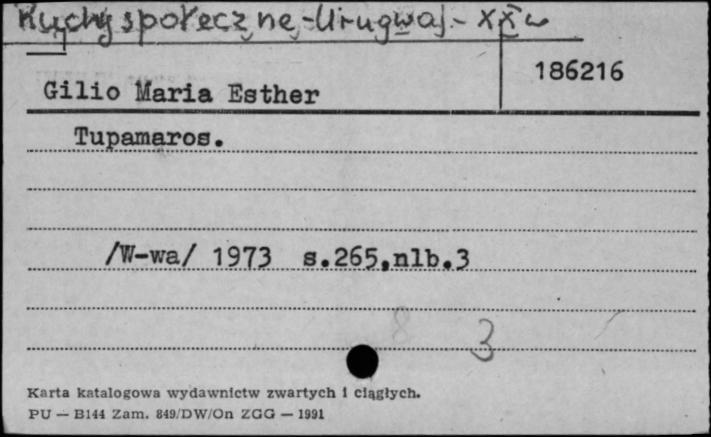 Ruchy społeczne - Urugwaj - XX w
186216
Gilio Maria Esther
Tupamaros.
/W-wa/ 1973 s.265,nlb.3
8 3
Karta katalogowa wydawnictw zwartych i ciągłych.
PU — B144 Zam. 849/DW/On ZGG — 1991